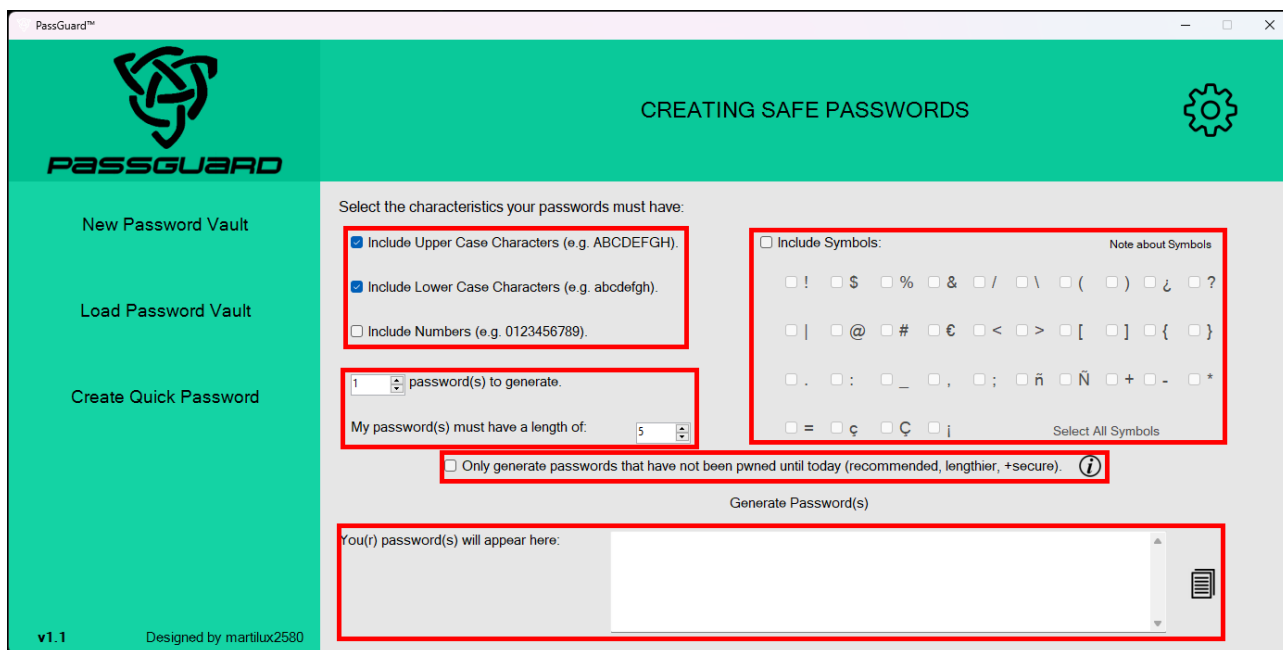 PassGuard™
PASSGUARD
CREATING SAFE PASSWORDS
New Password Vault
Load Password Vault
Create Quick Password
v1.1
Designed by martilux2580
Select the characteristics your passwords must have:
Include Upper Case Characters (e.g. ABCDEFGH).
Include Lower Case Characters (e.g. abcdefgh).
Include Numbers (e.g. 0123456789).
1 password(s) to generate.
My password(s) must have a length of: 5
Include Symbols: Note about Symbols
! $ % & / \ ( ) ¿ ?
| @ # € < > [ ] { }
. : _ , ; ñ Ñ + - *
= ç Ç ¡ Select All Symbols
Only generate passwords that have not been pwned until today (recommended, lengthier, +secure). i
Generate Password(s)
You(r) password(s) will appear here: